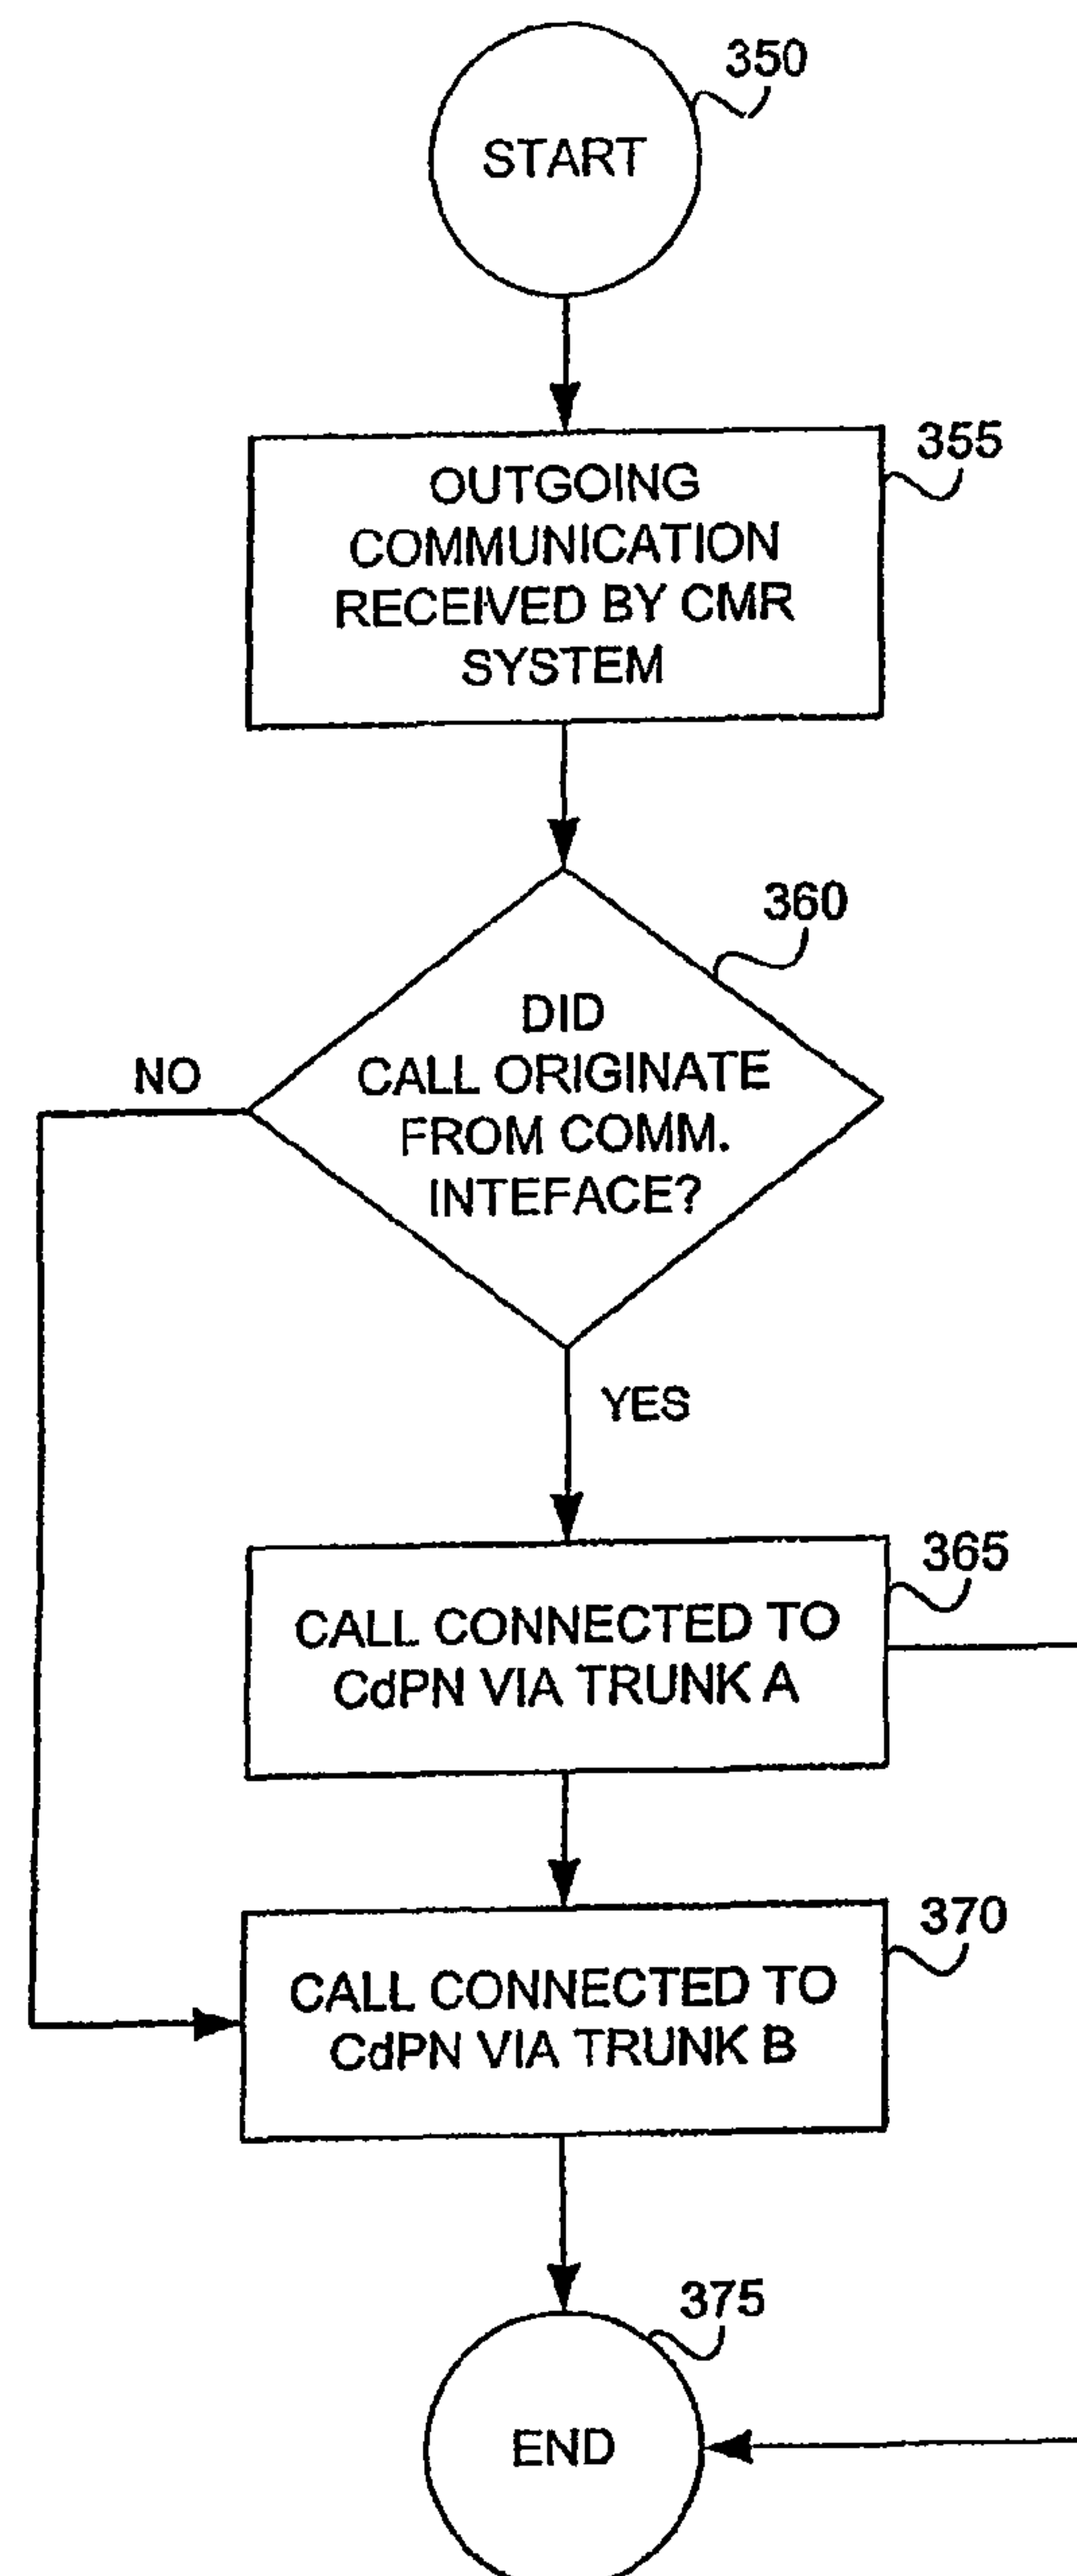 350
START
355
OUTGOING
COMMUNICATION
RECEIVED BY CMR
SYSTEM
360
DID
CALL ORIGINATE
FROM COMM.
INTEFACE?
NO
YES
365
CALL CONNECTED TO
CdPN VIA TRUNK A
370
CALL CONNECTED TO
CdPN VIA TRUNK B
375
END